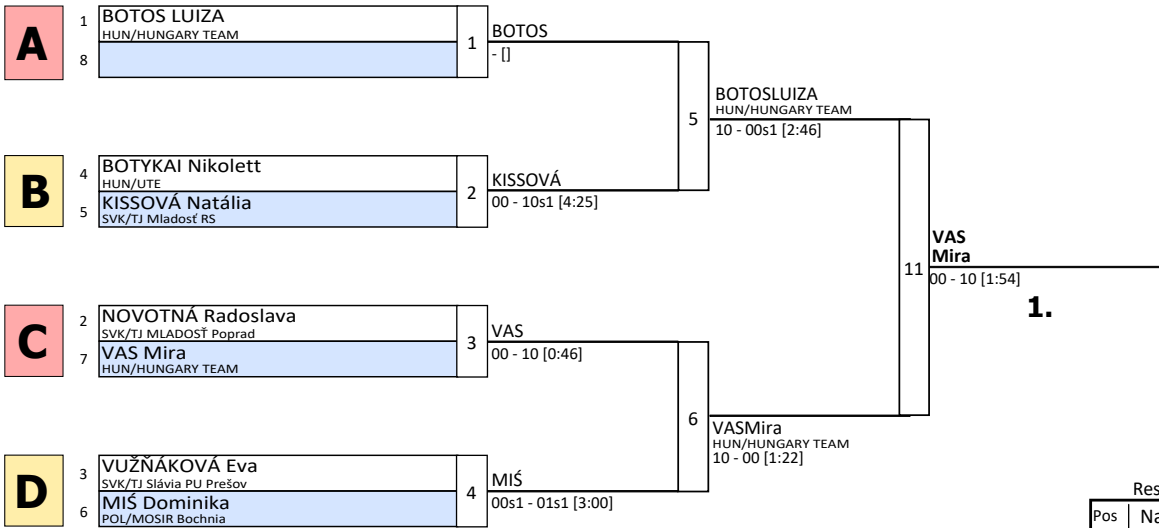 A
1 BOTOS LUIZA
HUN/HUNGARY TEAM
8
1
BOTOS
- []
B
4 BOTYKAI Nikolett
HUN/UTE
5 KISSOVÁ Natália
SVK/TJ Mladosť RS
2
KISSOVÁ
00 - 10s1 [4:25]
5
BOTOSLUIZA
HUN/HUNGARY TEAM
10 - 00s1 [2:46]
C
2 NOVOTNÁ Radoslava
SVK/TJ MLADOSŤ Poprad
7 VAS Mira
HUN/HUNGARY TEAM
3
VAS
00 - 10 [0:46]
D
3 VUŽŇÁKOVÁ Eva
SVK/TJ Slávia PU Prešov
6 MIŚ Dominika
POL/MOSIR Bochnia
4
MIŚ
00s1 - 01s1 [3:00]
6
VASMira
HUN/HUNGARY TEAM
10 - 00 [1:22]
11
VAS
Mira
00 - 10 [1:54]
1.
Res
Pos Na